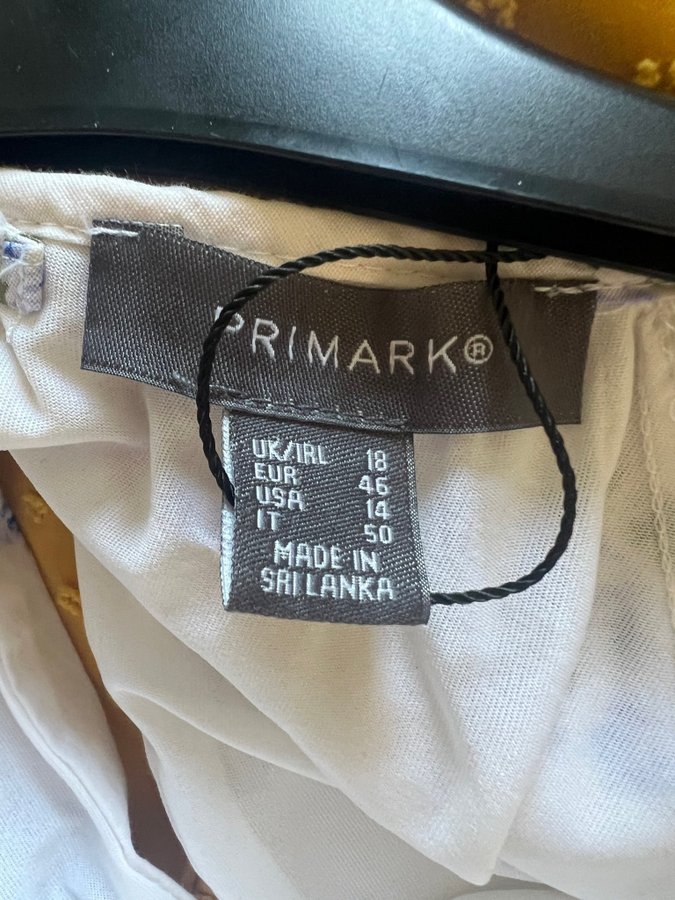 PRIMARK®
UK/IRL 18
EUR 46
USA 14
IT 50
MADE IN
SRI LANKA